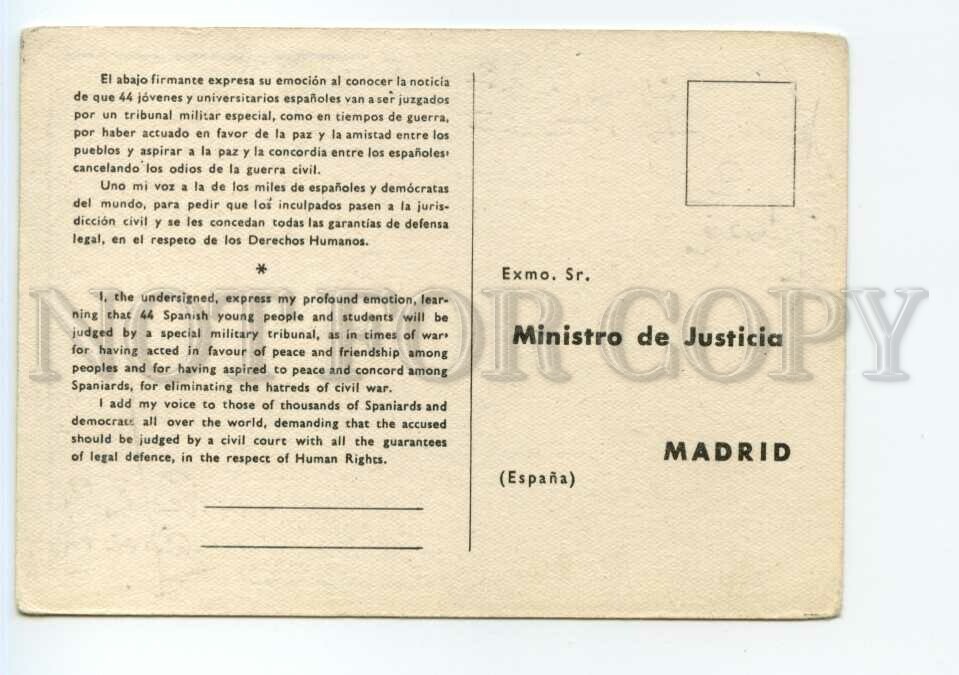 El abajo firmante expresa su emoción al conocer la noticia
de que 44 jóvenes y universitarios españoles van a ser juzgados
por un tribunal militar especial, como en tiempos de guerra,
por haber actuado en favor de la paz y la amistad entre los
pueblos y aspirar a la paz y la concordia entre los españoles,
cancelando los odios de la guerra civil.
Uno mi voz a la de los miles de españoles y demócratas
del mundo, para pedir que los inculpados pasen a la juris-
dicción civil y se les concedan todas las garantías de defensa
legal, en el respeto de los Derechos Humanos.
*
I, the undersigned, express my profound emotion, lear-
ning that 44 Spanish young people and students will be
judged by a special military tribunal, as in times of war,
for having acted in favour of peace and friendship among
peoples and for having aspired to peace and concord among
Spaniards, for eliminating the hatreds of civil war.
I add my voice to those of thousands of Spaniards and
democrats all over the world, demanding that the accused
should be judged by a civil court with all the guarantees
of legal defence, in the respect of Human Rights.
Exmo. Sr.
Ministro de Justicia
MADRID
(España)
NOT FOR COPY